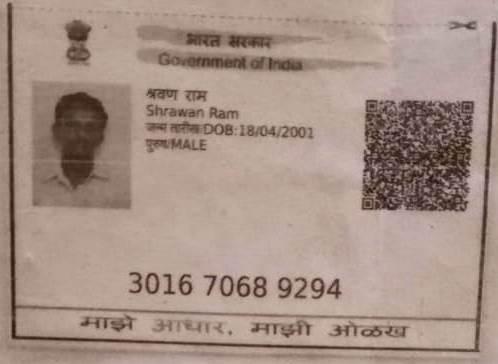 भारत सरकार
Government of India
श्रवण राम
Shrawan Ram
जन्म तारीख/DOB:18/04/2001
पुरुष/MALE
3016 7068 9294
माझे आधार, माझी ओळख